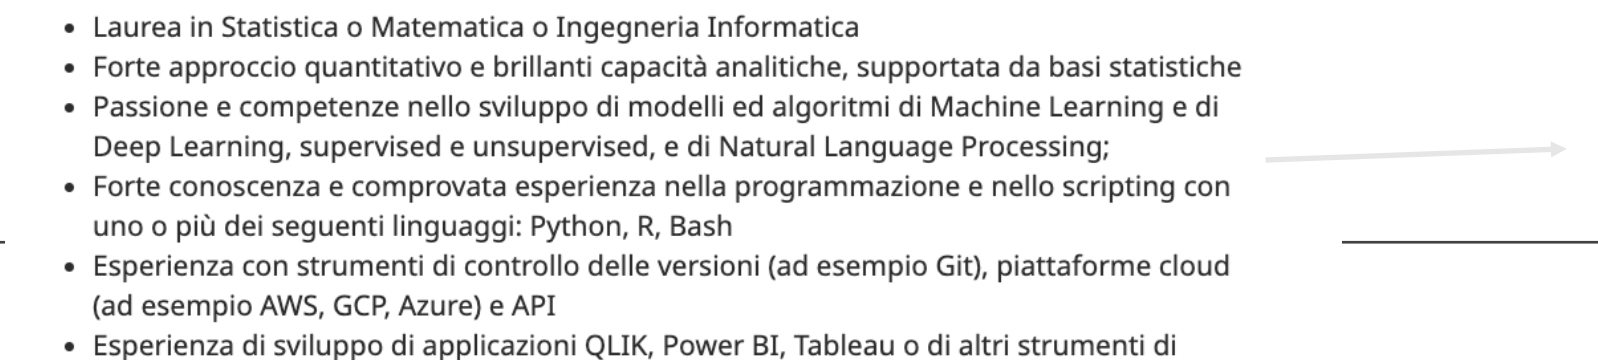 • Laurea in Statistica o Matematica o Ingegneria Informatica
• Forte approccio quantitativo e brillanti capacità analitiche, supportata da basi statistiche
• Passione e competenze nello sviluppo di modelli ed algoritmi di Machine Learning e di
Deep Learning, supervised e unsupervised, e di Natural Language Processing;
• Forte conoscenza e comprovata esperienza nella programmazione e nello scripting con
uno o più dei seguenti linguaggi: Python, R, Bash
• Esperienza con strumenti di controllo delle versioni (ad esempio Git), piattaforme cloud
(ad esempio AWS, GCP, Azure) e API
• Esperienza di sviluppo di applicazioni QLIK, Power BI, Tableau o di altri strumenti di